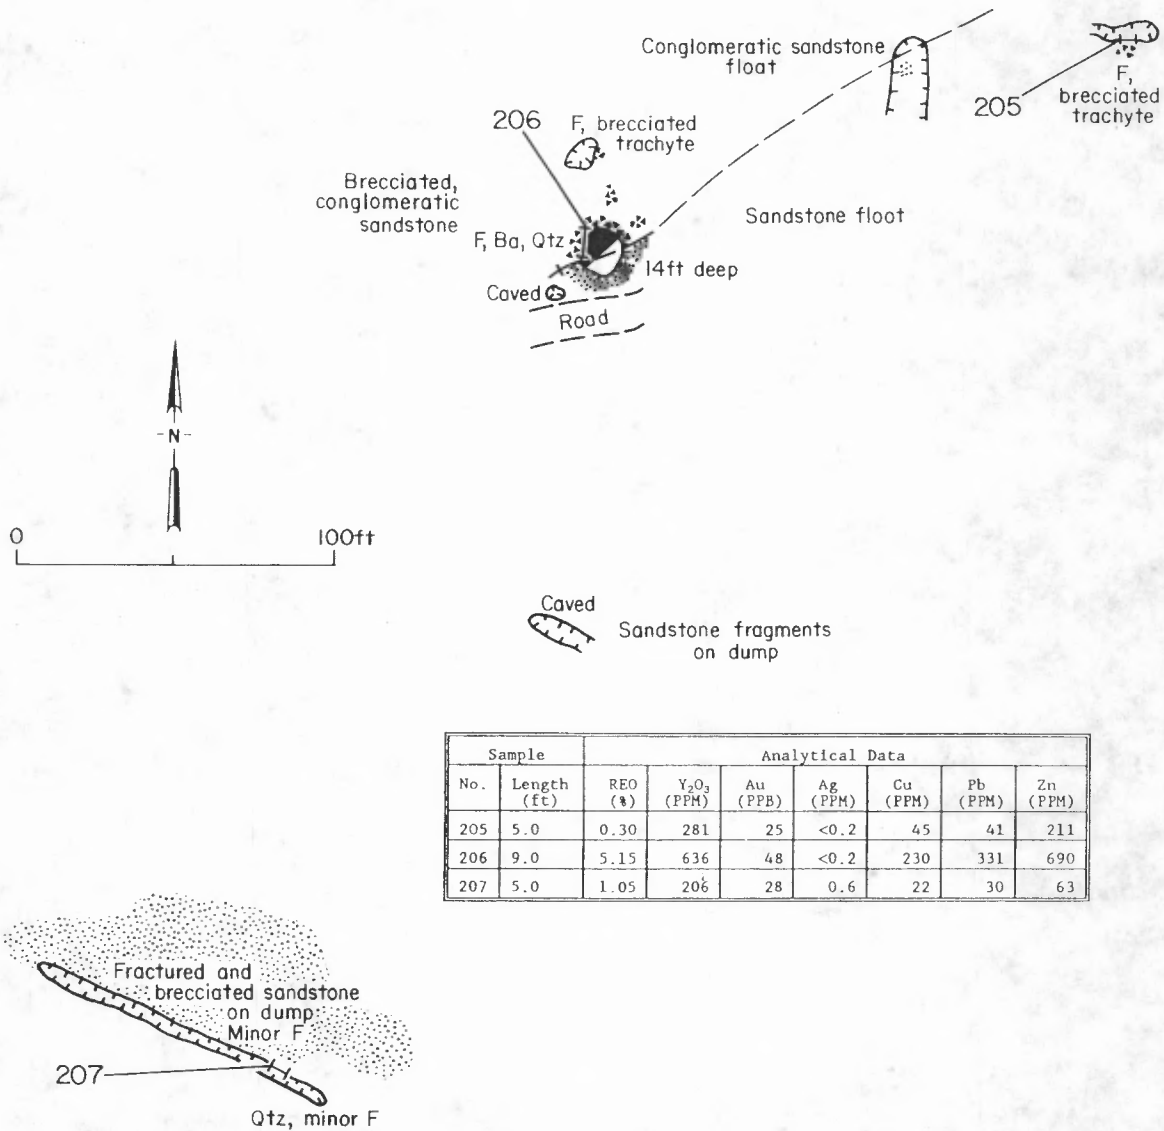 Conglomeratic sandstone
float
205
F,
brecciated
trachyte
206
F, brecciated
trachyte
Brecciated,
conglomeratic
sandstone
Sandstone floot
F, Ba, Qtz
14ft deep
Caved
Road
-N-
0
100ft
Caved
Sandstone fragments
on dump
Sample Analytical Data
No. Length (ft) REO (%) Y₂O₃ (PPM) Au (PPB) Ag (PPM) Cu (PPM) Pb (PPM) Zn (PPM)
205 5.0 0.30 281 25 <0.2 45 41 211
206 9.0 5.15 636 48 <0.2 230 331 690
207 5.0 1.05 206 28 0.6 22 30 63
Fractured and
brecciated sandstone
on dump
Minor F
207
Qtz, minor F